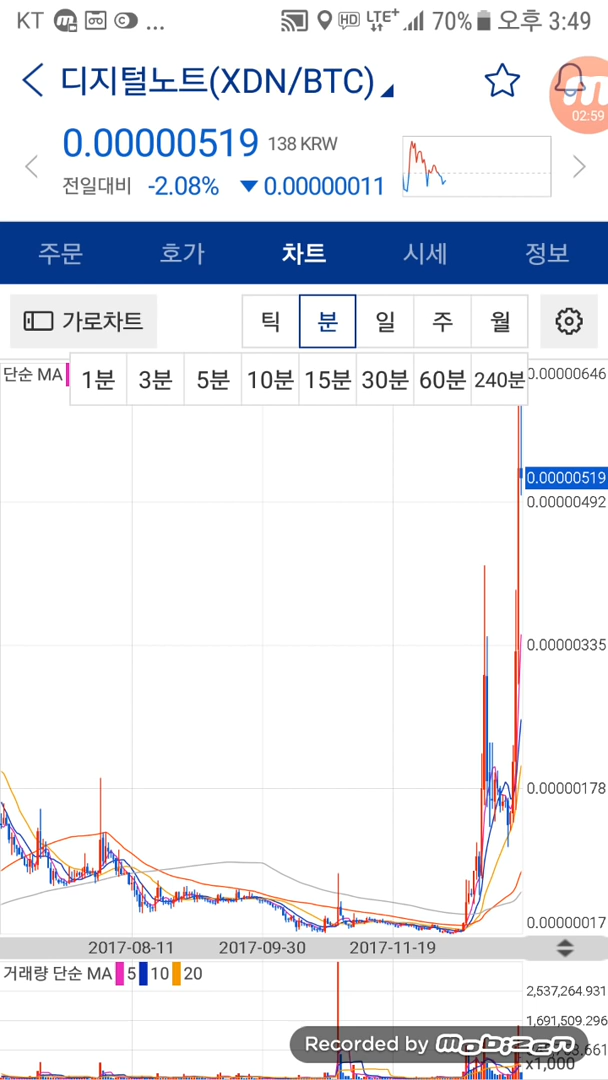 KT ... HD LTE+ 70% 오후 3:49
디지털노트(XDN/BTC)
02:59
0.00000519 138 KRW
전일대비 -2.08% ▼0.00000011
주문 호가 차트 시세 정보
가로차트 틱 분 일 주 월
단순 MA 1분 3분 5분 10분 15분 30분 60분 240분 0.00000646
0.00000519
0.00000492
0.00000335
0.00000178
0.00000017
2017-08-11 2017-09-30 2017-11-19
거래량 단순 MA 5 10 20
2,537,264.931
1,691,509.296
Recorded by Mobizen
x1,000